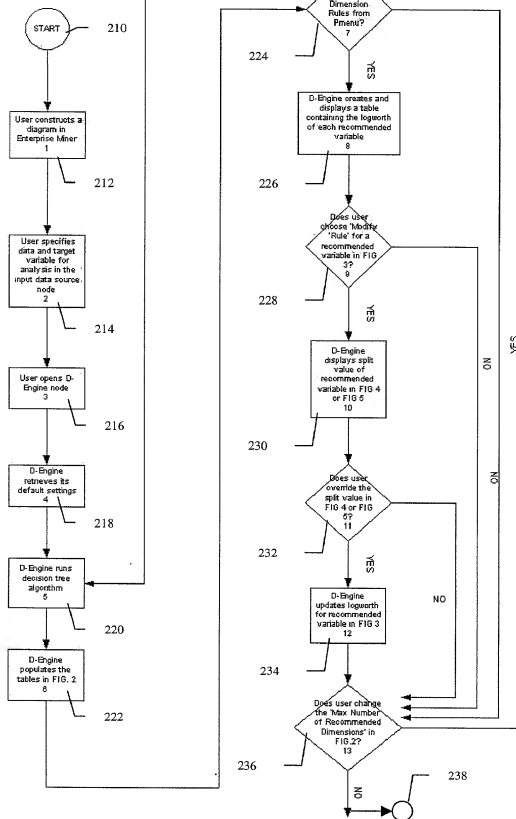 START
210
User constructs a
diagram in
Enterprise Miner
1
212
User specifies
data and target
variable for
analysis in the
input data source
node
2
214
User opens D-
Engine node
3
216
D-Engine
retrieves its
default settings
4
218
D-Engine runs
decision tree
algorithm
5
220
D-Engine
populates the
tables in FIG. 2
6
222
Dimension
Rules from
Pmenu?
7
224
YES
D-Engine creates and
displays a table
containing the logworth
of each recommended
variable
8
226
Does user
choose 'Modify
'Rule' for a
recommended
variable in FIG
3?
9
228
YES
D-Engine
displays split
value of
recommended
variable in FIG 4
or FIG 5
10
230
Does user
override the
split value in
FIG 4 or FIG
5?
11
232
YES
D-Engine
updates logworth
for recommended
variable in FIG 3
12
234
Does user change
the 'Max Number
of Recommended
Dimensions' in
FIG.2?
13
236
NO
238
NO
NO
NO
YES